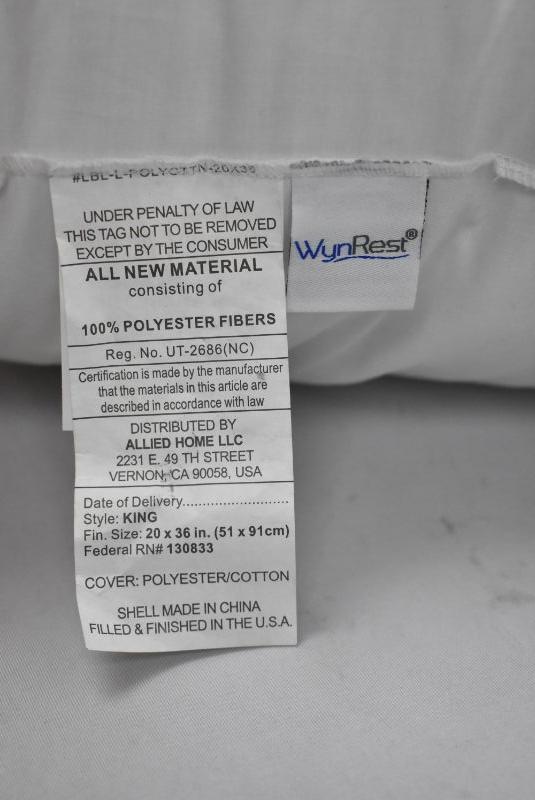 #LBL-L-POLYCTTN-20X36
UNDER PENALTY OF LAW
THIS TAG NOT TO BE REMOVED
EXCEPT BY THE CONSUMER
ALL NEW MATERIAL
consisting of
100% POLYESTER FIBERS
Reg. No. UT-2686(NC)
Certification is made by the manufacturer
that the materials in this article are
described in accordance with law
DISTRIBUTED BY
ALLIED HOME LLC
2231 E. 49 TH STREET
VERNON, CA 90058, USA
Date of Delivery..........................
Style: KING
Fin. Size: 20 x 36 in. (51 x 91cm)
Federal RN# 130833
COVER: POLYESTER/COTTON
SHELL MADE IN CHINA
FILLED & FINISHED IN THE U.S.A.
WynRest®